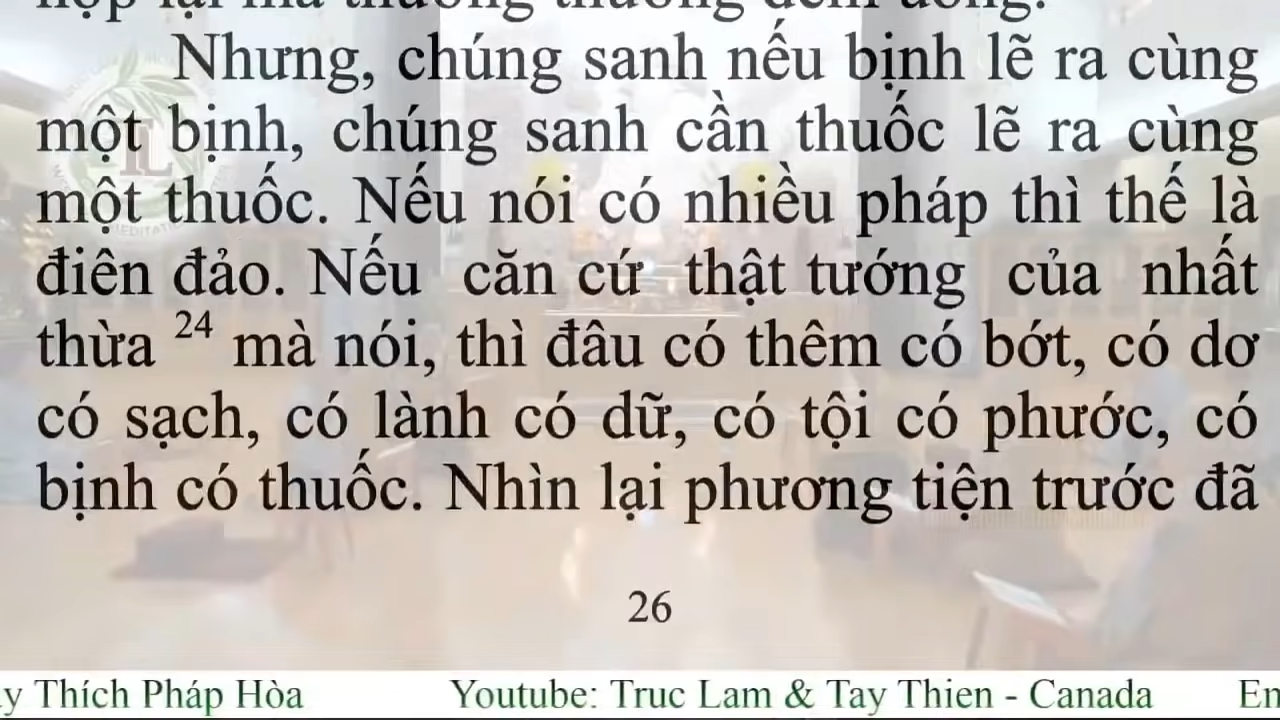 Nhưng, chúng sanh nếu bịnh lẽ ra cùng
một bịnh, chúng sanh cần thuốc lẽ ra cùng
một thuốc. Nếu nói có nhiều pháp thì thế là
điên đảo. Nếu căn cứ thật tướng của nhất
thừa 24 mà nói, thì đâu có thêm có bớt, có dơ
có sạch, có lành có dữ, có tội có phước, có
bịnh có thuốc. Nhìn lại phương tiện trước đã
26
y Thích Pháp Hòa Youtube: Truc Lam & Tay Thien - Canada En